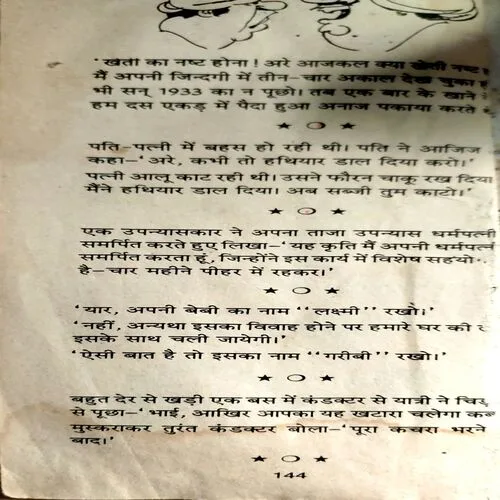 'खेती का नष्ट होना ! अरे आजकल क्या खेती नष्ट
मैं अपनी जिन्दगी में तीन–चार अकाल देख चुका
भी सन् 1933 का न पूछो। तब एक बार के खाने
हम दस एकड़ में पैदा हुआ अनाज पकाया करते
★ ○ ★
पति-पत्नी में बहस हो रही थी। पति ने आजिज
कहा–'अरे, कभी तो हथियार डाल दिया करो।'
पत्नी आलू काट रही थी। उसने फौरन चाकू रख दिया
मैंने हथियार डाल दिया। अब सब्जी तुम काटो।'
★ ○ ★
एक उपन्यासकार ने अपना ताजा उपन्यास धर्मपत्नी
समर्पित करते हुए लिखा–'यह कृति मैं अपनी धर्मपत्नी
समर्पित करता हूं, जिन्होंने इस कार्य में विशेष
है–चार महीने पीहर में रहकर।'
★ ○ ★
'यार, अपनी बेबी का नाम "लक्ष्मी" रखो।'
'नहीं, अन्यथा इसका विवाह होने पर हमारे घर की
इसके साथ चली जायेगी।'
'ऐसी बात है तो इसका नाम "गरीबी" रखो।'
★ ○ ★
बहुत देर से खड़ी एक बस में कंडक्टर से यात्री ने
से पूछा–'भाई, आखिर आपका यह खटारा चलेगा
मुस्कराकर तुरंत कंडक्टर बोला–'पूरा कचरा भरने
बाद।'
★ ○ ★
144